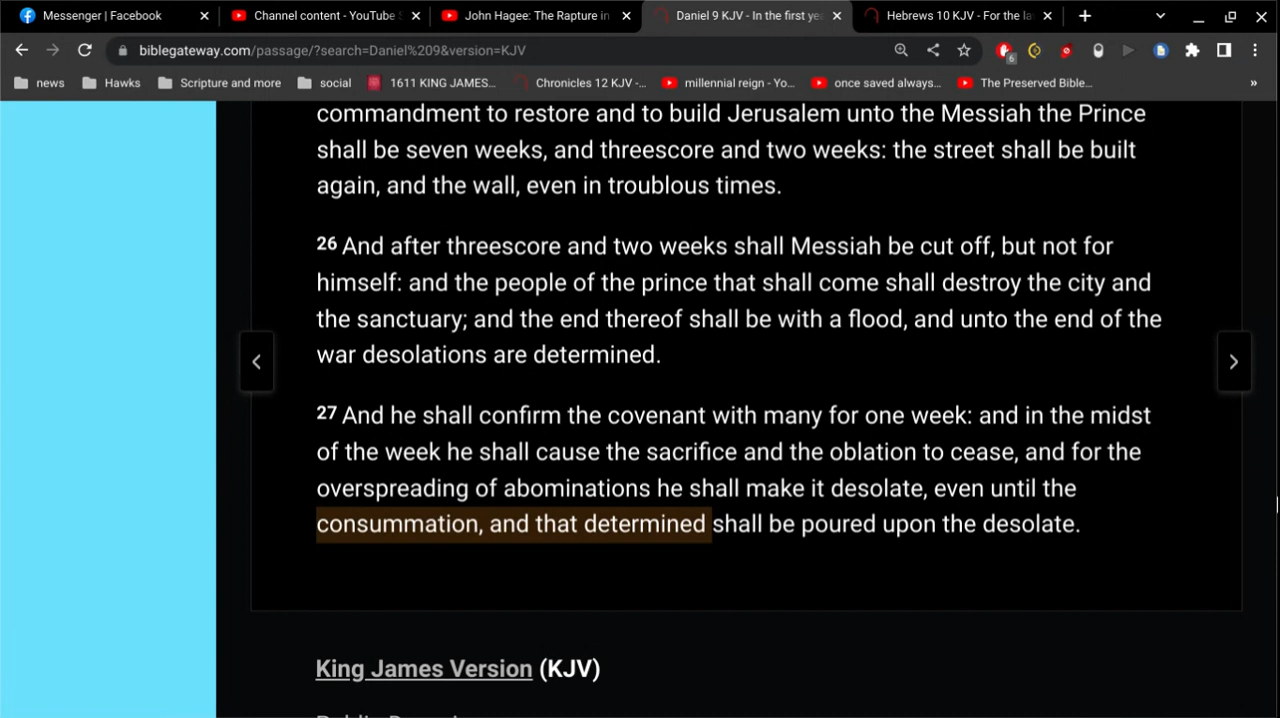 Messenger | Facebook
Channel content - YouTube S
John Hagee: The Rapture in
Daniel 9 KJV - In the first yea
Hebrews 10 KJV - For the la
biblegateway.com/passage/?search=Daniel%209&version=KJV
6
news
Hawks
Scripture and more
social
1611 KING JAMES...
Chronicles 12 KJV -...
millennial reign - Yo...
once saved always...
The Preserved Bible...
»
commandment to restore and to build Jerusalem unto the Messiah the Prince
shall be seven weeks, and threescore and two weeks: the street shall be built
again, and the wall, even in troublous times.
26 And after threescore and two weeks shall Messiah be cut off, but not for
himself: and the people of the prince that shall come shall destroy the city and
the sanctuary; and the end thereof shall be with a flood, and unto the end of the
war desolations are determined.
27 And he shall confirm the covenant with many for one week: and in the midst
of the week he shall cause the sacrifice and the oblation to cease, and for the
overspreading of abominations he shall make it desolate, even until the
consummation, and that determined shall be poured upon the desolate.
King James Version (KJV)